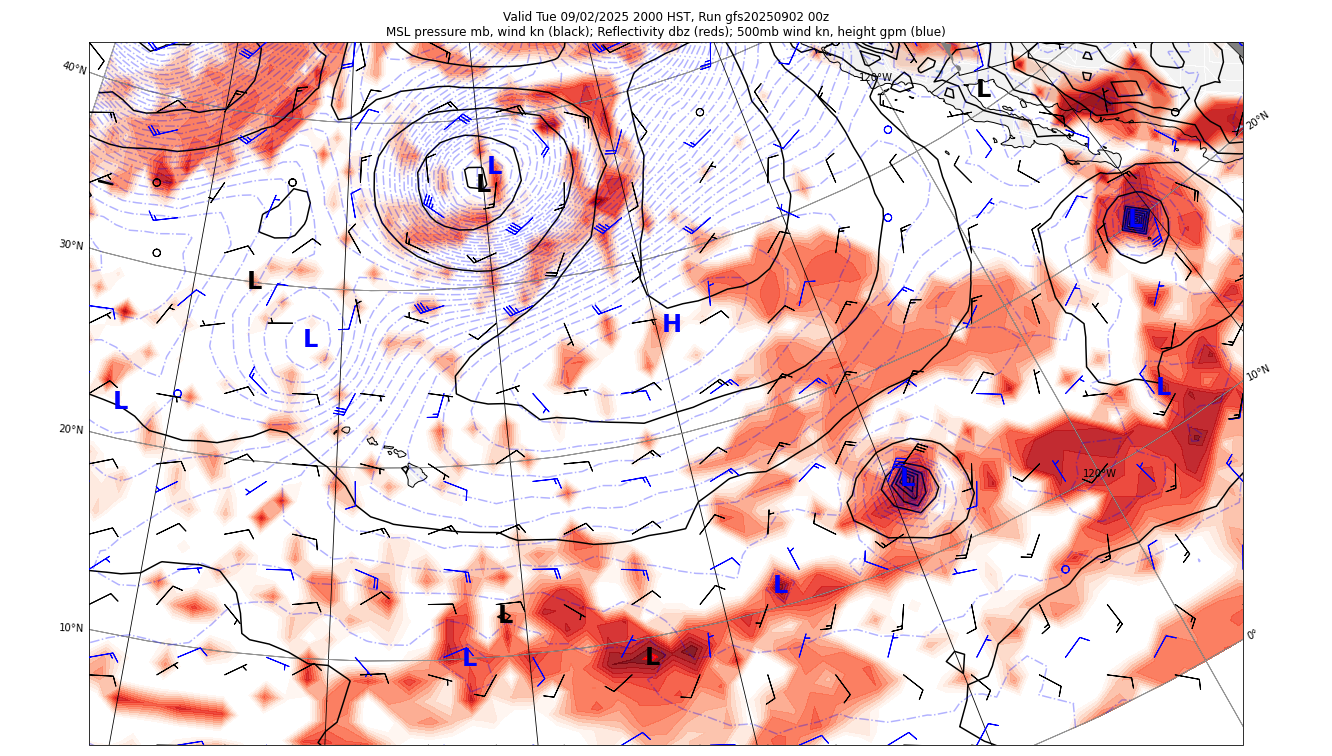 Valid Tue 09/02/2025 2000 HST, Run gfs20250902 00z
MSL pressure mb, wind kn (black); Reflectivity dbz (reds); 500mb wind kn, height gpm (blue)
40°N
120°W
L
20°N
L
L
30°N
L
H
L
10°N
L
L
20°N
120°W
L
L
10°N
L
0°
L
L